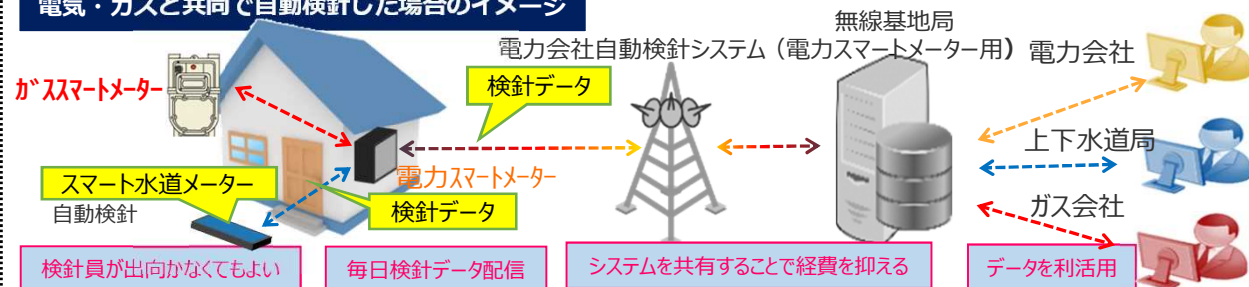 電気・ガスと共同で自動検針した場合のイメージ
無線基地局
電力会社自動検針システム（電力スマートメーター用）
電力会社
ガススマートメーター
検針データ
上下水道局
スマート水道メーター
電力スマートメーター
自動検針
検針データ
ガス会社
検針員が出向かなくてもよい
毎日検針データ配信
システムを共有することで経費を抑える
データを利活用